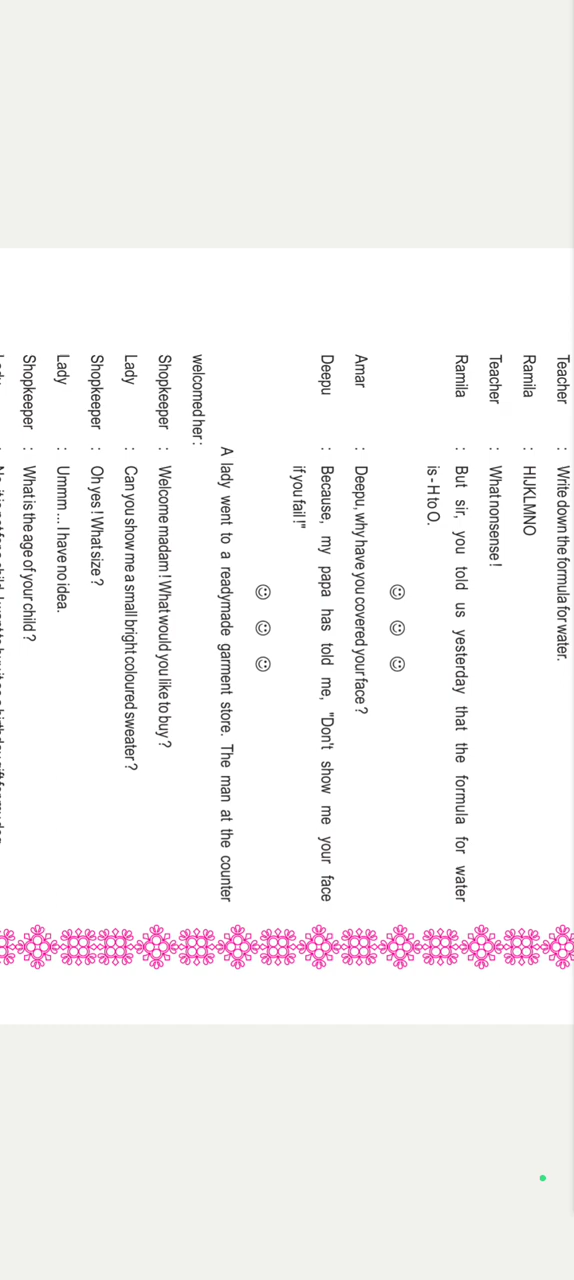 Teacher : Write down the formula for water.
Ramila : HIJKLMNO
Teacher : What nonsense !
Ramila : But sir, you told us yesterday that the formula for water
is - H to O.
☺ ☺ ☺
Amar : Deepu, why have you covered your face ?
Deepu : Because, my papa has told me, "Don't show me your face
if you fail !"
☺ ☺ ☺
A lady went to a readymade garment store. The man at the counter
welcomed her :
Shopkeeper : Welcome madam ! What would you like to buy ?
Lady : Can you show me a small bright coloured sweater ?
Shopkeeper : Oh yes ! What size ?
Lady : Ummm ... I have no idea.
Shopkeeper : What is the age of your child ?